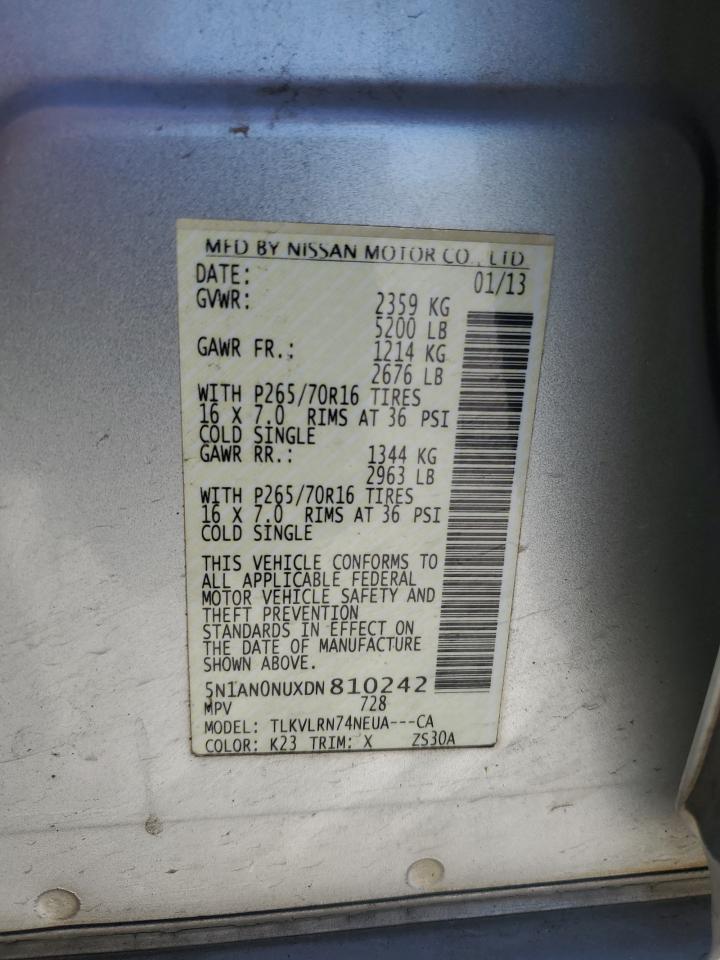 MFD BY NISSAN MOTOR CO., LTD.
DATE: 01/13
GVWR: 2359 KG
5200 LB
GAWR FR.: 1214 KG
2676 LB
WITH P265/70R16 TIRES
16 X 7.0 RIMS AT 36 PSI
COLD SINGLE
GAWR RR.: 1344 KG
2963 LB
WITH P265/70R16 TIRES
16 X 7.0 RIMS AT 36 PSI
COLD SINGLE
THIS VEHICLE CONFORMS TO
ALL APPLICABLE FEDERAL
MOTOR VEHICLE SAFETY AND
THEFT PREVENTION
STANDARDS IN EFFECT ON
THE DATE OF MANUFACTURE
SHOWN ABOVE.
5N1AN0NUXDN810242
MPV 728
MODEL: TLKVLRN74NEUA---CA
COLOR: K23 TRIM: X ZS30A